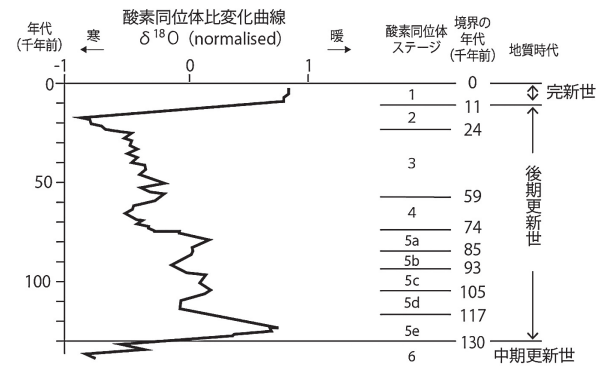 酸素同位体比変化曲線
δ 18O（normalised）
年代
（千年前）
寒
暖
酸素同位体
ステージ
境界の
年代
（千年前）
地質時代
-1
0
1
0
50
100
1
2
3
4
5a
5b
5c
5d
5e
6
0
11
24
59
74
85
93
105
117
130
完新世
後期更新世
中期更新世